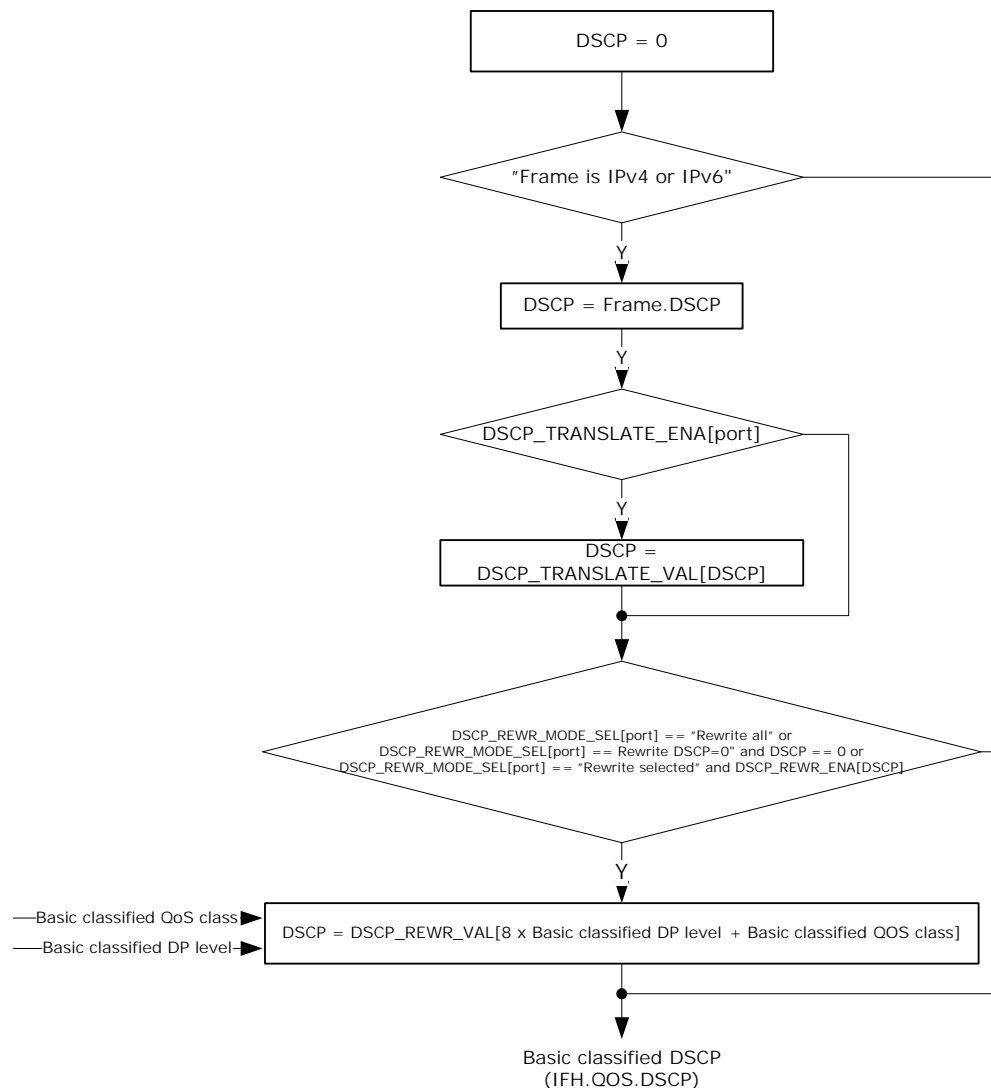 DSCP = 0
"Frame is IPv4 or IPv6"
Y
DSCP = Frame.DSCP
Y
DSCP_TRANSLATE_ENA[port]
Y
DSCP =
DSCP_TRANSLATE_VAL[DSCP]
DSCP_REWR_MODE_SEL[port] == "Rewrite all" or
DSCP_REWR_MODE_SEL[port] == Rewrite DSCP=0" and DSCP == 0 or
DSCP_REWR_MODE_SEL[port] == "Rewrite selected" and DSCP_REWR_ENA[DSCP]
Y
Basic classified QoS class
Basic classified DP level
DSCP = DSCP_REWR_VAL[8 x Basic classified DP level + Basic classified QOS class]
Basic classified DSCP
(IFH.QOS.DSCP)